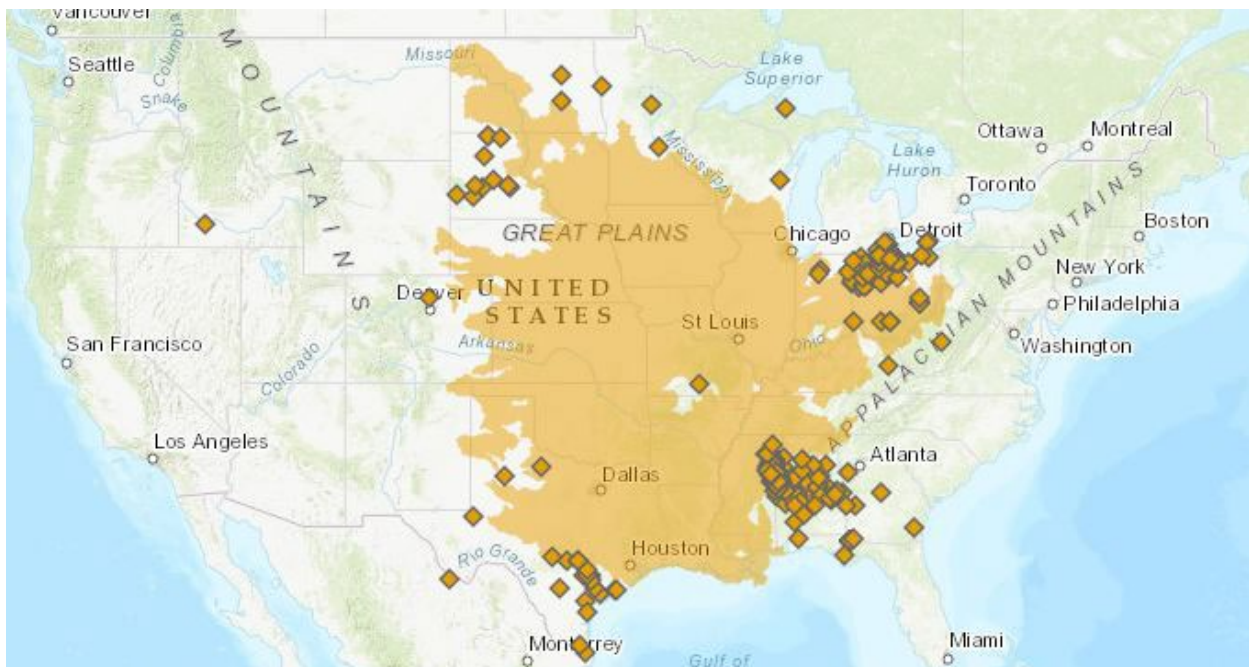 Vancouver
Seattle
Columbia
Snake
MOUNTAINS
Missouri
Lake
Superior
Ottawa
Montreal
Mississippi
Lake
Huron
Toronto
Boston
GREAT PLAINS
Chicago
Detroit
New York
Denver
UNITED
STATES
Philadelphia
St Louis
Ohio
Washington
San Francisco
Colorado
Arkansas
APPALACHIAN MOUNTAINS
Los Angeles
Atlanta
Dallas
Houston
Rio Grande
Monterrey
Gulf of
Miami